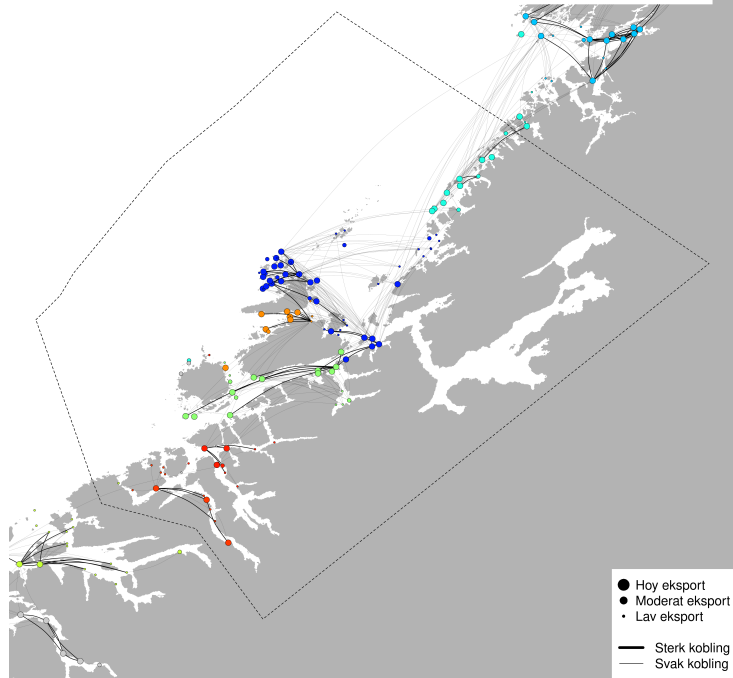 Hoy eksport
Moderat eksport
Lav eksport
Sterk kobling
Svak kobling